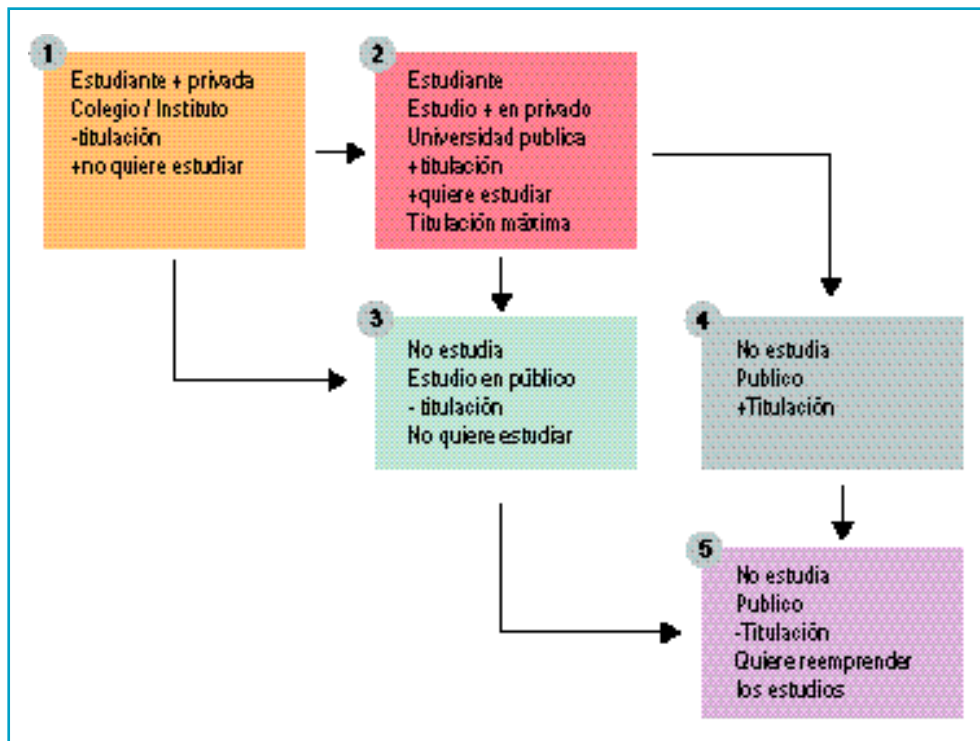 1
Estudiante + privada
Colegio / Instituto
-titulación
+no quiere estudiar
2
Estudiante
Estudio + en privado
Universidad publica
+titulación
+quiere estudiar
Titulación máxima
3
No estudia
Estudio en público
- titulación
No quiere estudiar
4
No estudia
Publico
+Titulación
5
No estudia
Publico
-Titulación
Quiere reemprender
los estudios